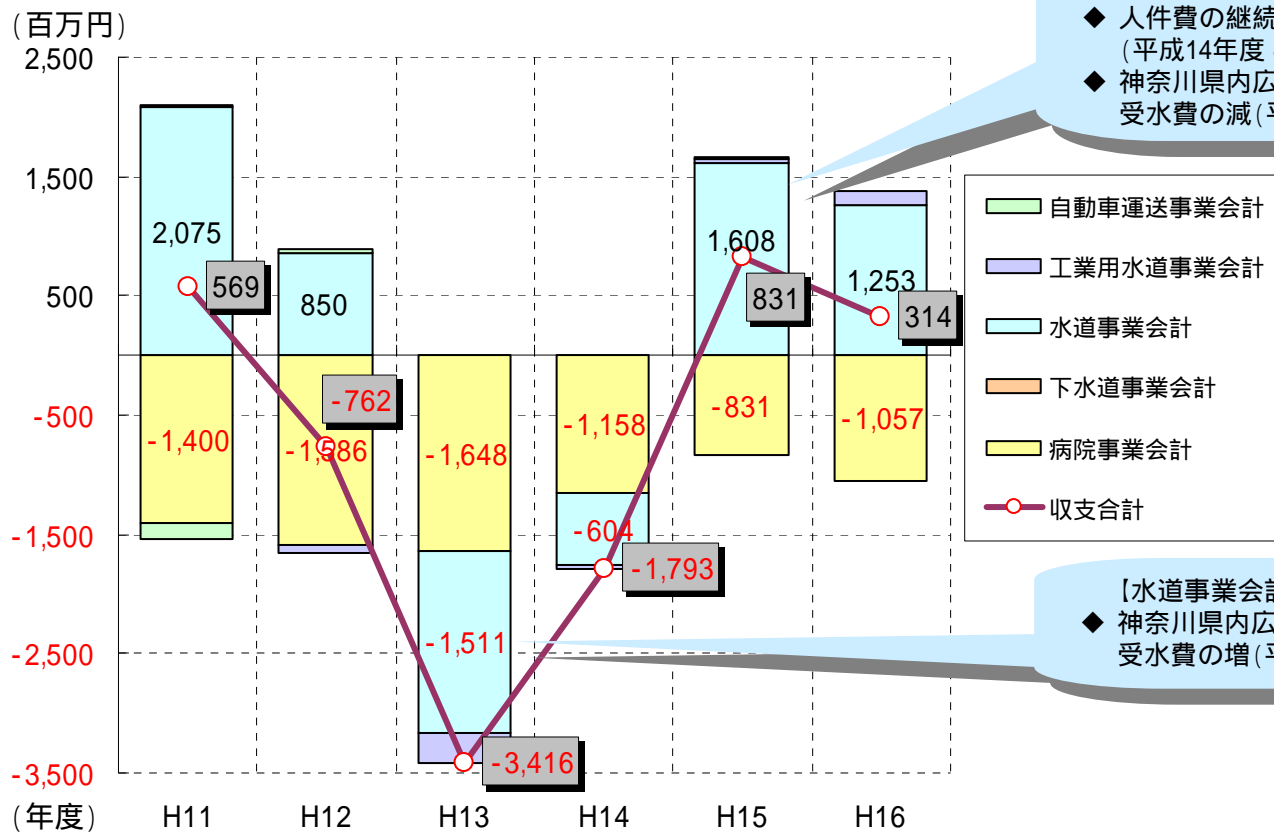 (百万円)
◆ 人件費の継続
(平成14年度
◆ 神奈川県内広
受水費の減(平
2,500
1,500
500
-500
-1,500
-2,500
-3,500
2,075
569
850
1,608
831
1,253
314
-762
-1,400
-1,586
-1,648
-1,158
-831
-1,057
-604
-1,793
-1,511
-3,416
自動車運送事業会計
工業用水道事業会計
水道事業会計
下水道事業会計
病院事業会計
収支合計
【水道事業会計
◆ 神奈川県内広
受水費の増(平
(年度) H11 H12 H13 H14 H15 H16